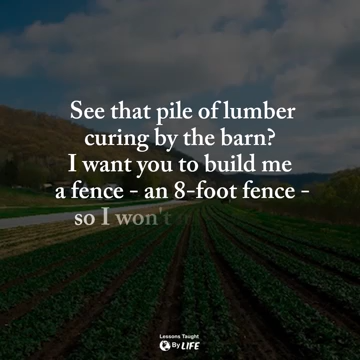 See that pile of lumber
curing by the barn?
I want you to build me
a fence - an 8-foot fence -
so I won't
Lessons Taught
By LIFE